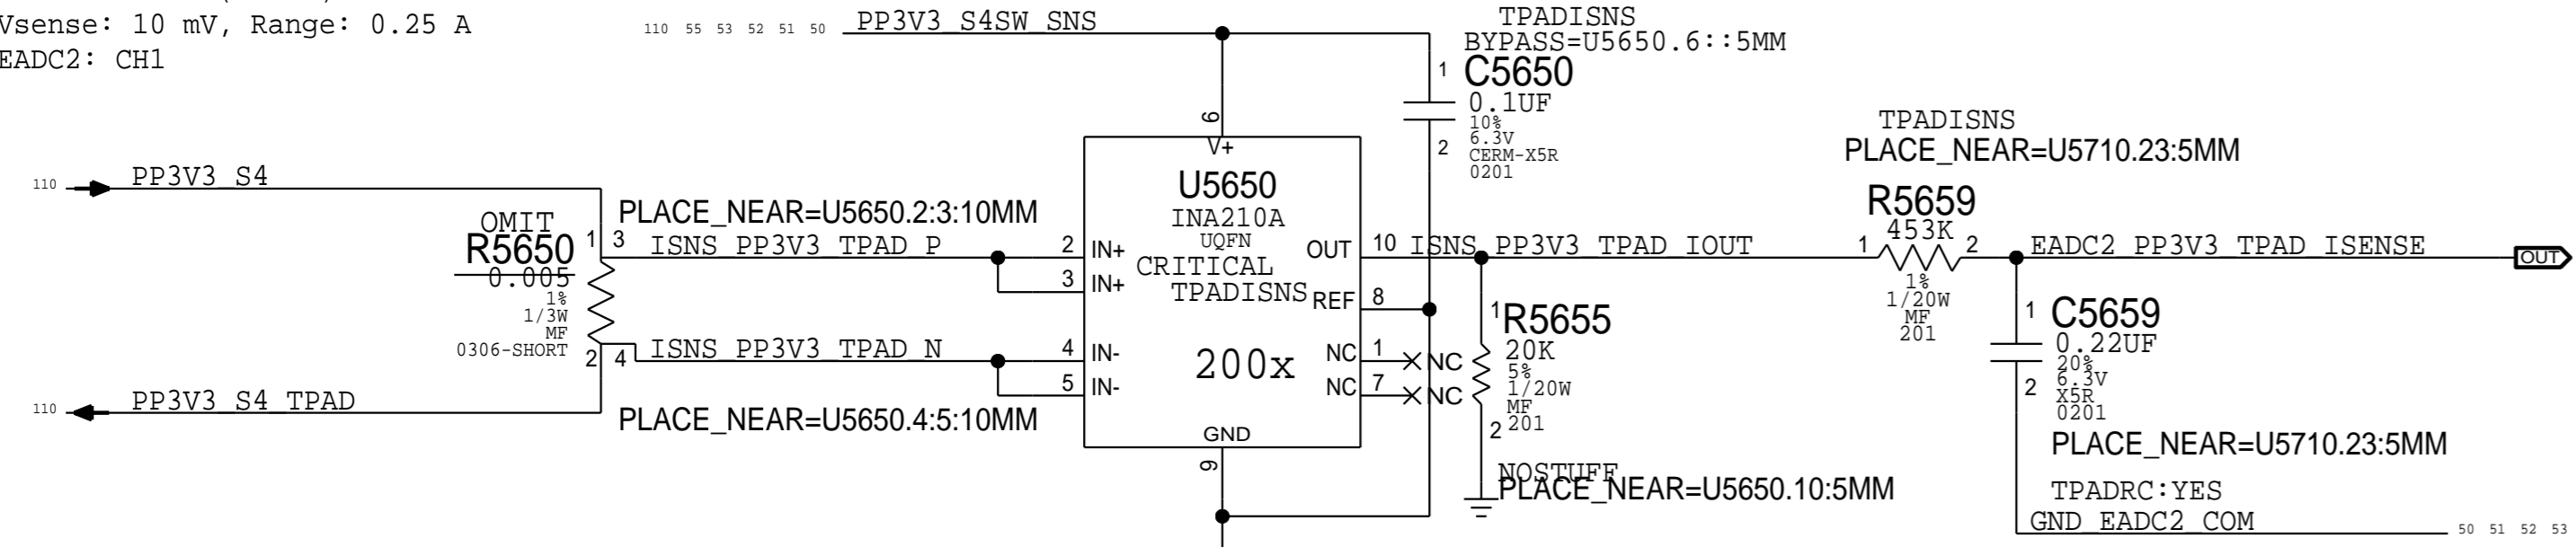 Vsense: 10 mV, Range: 0.25 A
EADC2: CH1
110 55 53 52 51 50 PP3V3_S4SW_SNS
TPADISNS
BYPASS=U5650.6::5MM
1 C5650
0.1UF
10%
6.3V
2 CERM-X5R
0201
6
V+
U5650
INA210A
UQFN
CRITICAL
TPADISNS
200x
110 PP3V3_S4
OMIT
R5650
0.005
1%
1/3W
MF
0306-SHORT
1 3
2 4
PLACE_NEAR=U5650.2:3:10MM
ISNS_PP3V3_TPAD_P 2 IN+
3 IN+
ISNS_PP3V3_TPAD_N 4 IN-
5 IN-
PLACE_NEAR=U5650.4:5:10MM
110 PP3V3_S4_TPAD
OUT 10 ISNS_PP3V3_TPAD_IOUT
REF 8
NC 1 NC
NC 7 NC
GND
9
1 R5655
20K
5%
1/20W
MF
2 201
NOSTUFF
PLACE_NEAR=U5650.10:5MM
TPADISNS
PLACE_NEAR=U5710.23:5MM
R5659
1 453K 2
1%
1/20W
MF
201
EADC2_PP3V3_TPAD_ISENSE OUT
1 C5659
0.22UF
20%
6.3V
2 X5R
0201
PLACE_NEAR=U5710.23:5MM
TPADRC:YES
GND_EADC2_COM 50 51 52 53